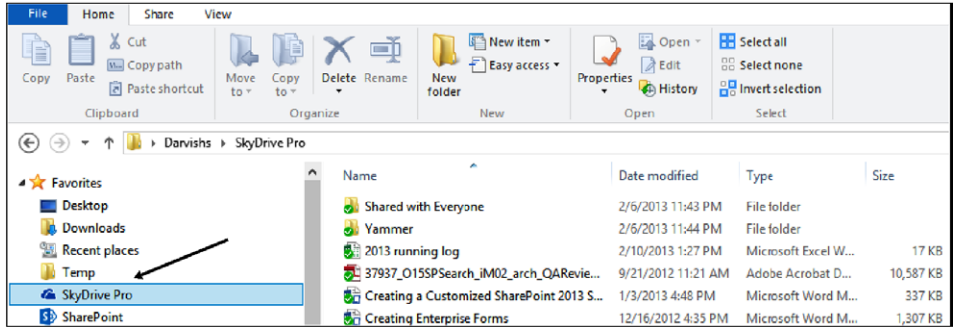 File Home Share View
Cut
Copy path
Paste shortcut
Copy Paste
Clipboard
Move to Copy to Delete Rename
Organize
New folder
New item
Easy access
New
Properties
Open
Edit
History
Open
Select all
Select none
Invert selection
Select
Darvishs SkyDrive Pro
Favorites
Desktop
Downloads
Recent places
Temp
SkyDrive Pro
SharePoint
Name Date modified Type Size
Shared with Everyone 2/6/2013 11:43 PM File folder
Yammer 2/6/2013 11:44 PM File folder
2013 running log 2/10/2013 1:27 PM Microsoft Excel W... 17 KB
37937_O15SPSearch_iM02_arch_QARevie... 9/21/2012 11:21 AM Adobe Acrobat D... 10,587 KB
Creating a Customized SharePoint 2013 S... 1/3/2013 4:48 PM Microsoft Word M... 337 KB
Creating Enterprise Forms 12/16/2012 4:35 PM Microsoft Word M... 1,307 KB